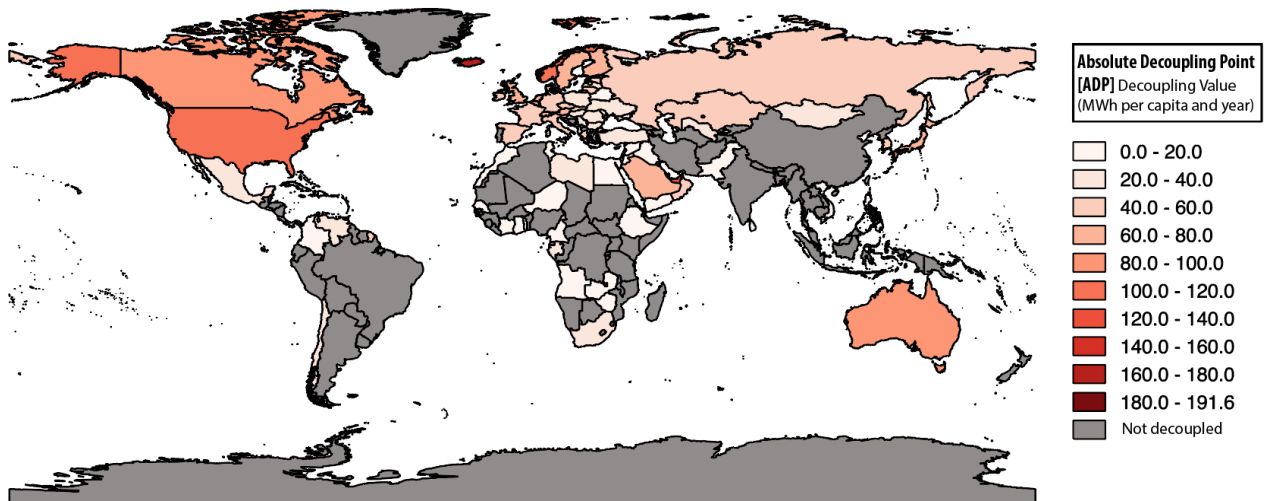 Absolute Decoupling Point
[ADP] Decoupling Value
(MWh per capita and year)
0.0 - 20.0
20.0 - 40.0
40.0 - 60.0
60.0 - 80.0
80.0 - 100.0
100.0 - 120.0
120.0 - 140.0
140.0 - 160.0
160.0 - 180.0
180.0 - 191.6
Not decoupled